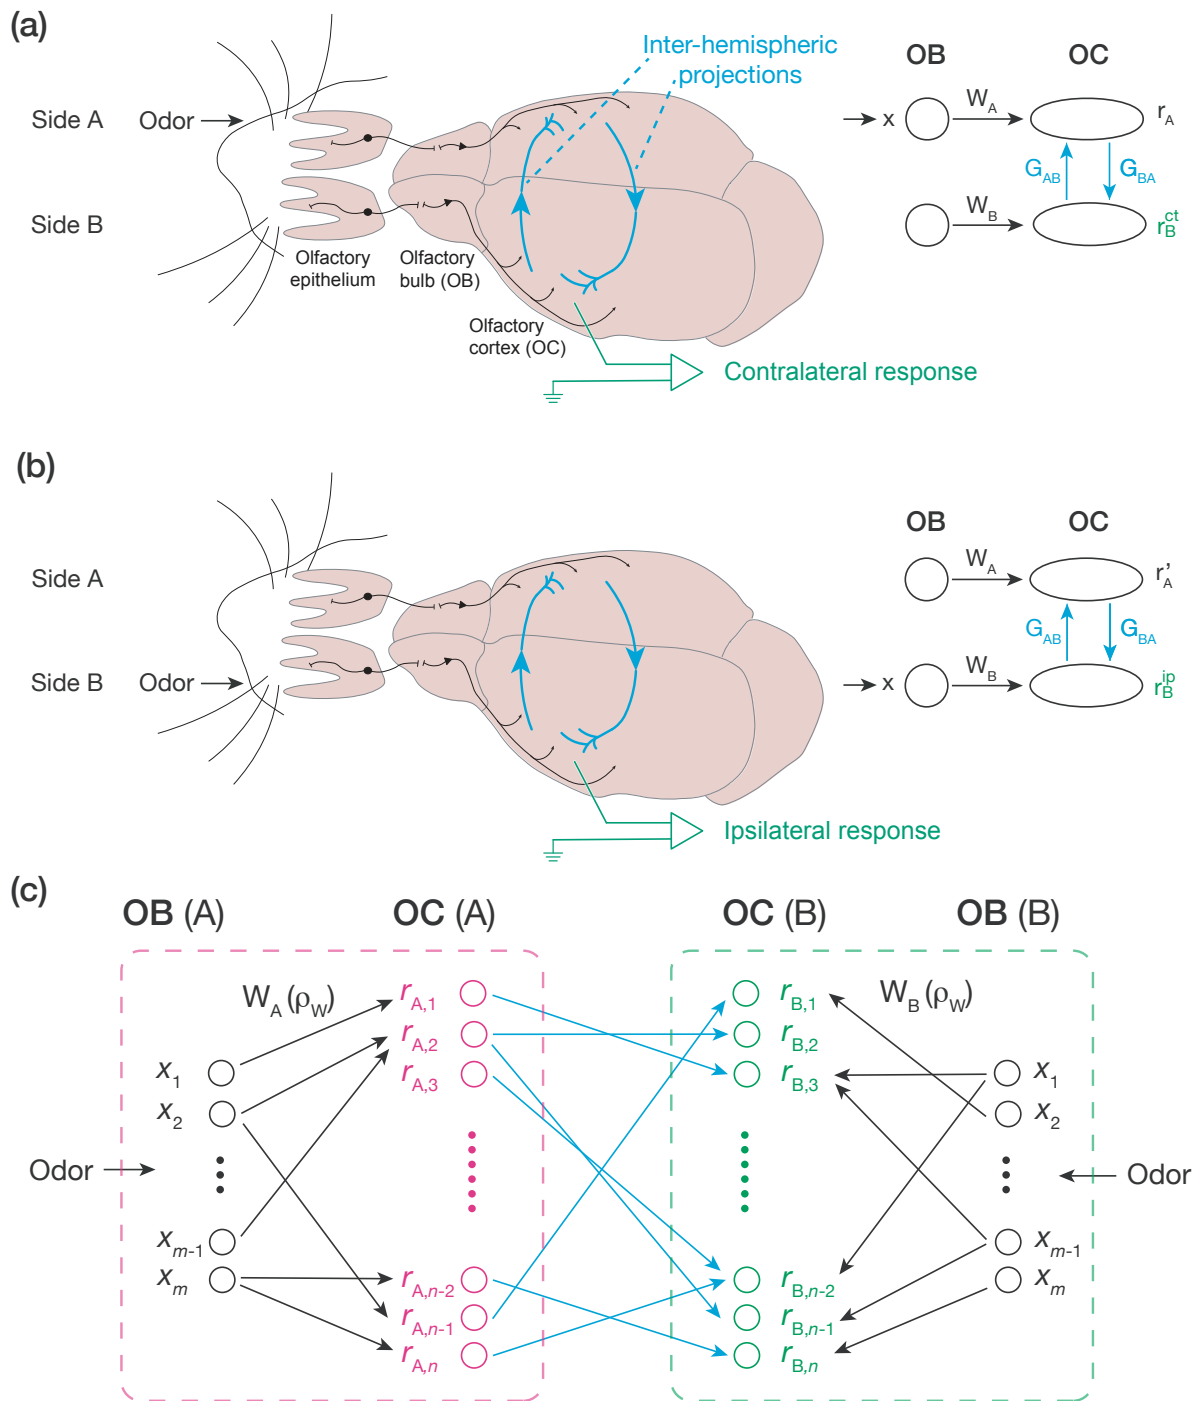 (a)
Inter-hemispheric
projections
OB
OC
Side A
Odor
x
W_A
r_A
G_AB
G_BA
Side B
W_B
r_B^ct
Olfactory
epithelium
Olfactory
bulb (OB)
Olfactory
cortex (OC)
Contralateral response
(b)
OB
OC
Side A
W_A
r_A'
G_AB
G_BA
Side B
Odor
x
W_B
r_B^ip
Ipsilateral response
(c)
OB (A)
OC (A)
OC (B)
OB (B)
W_A (ρ_W)
r_A,1
r_B,1
W_B (ρ_W)
r_A,2
r_B,2
x_1
r_A,3
r_B,3
x_1
x_2
x_2
Odor
Odor
x_m-1
x_m-1
x_m
r_A,n-2
r_B,n-2
x_m
r_A,n-1
r_B,n-1
r_A,n
r_B,n